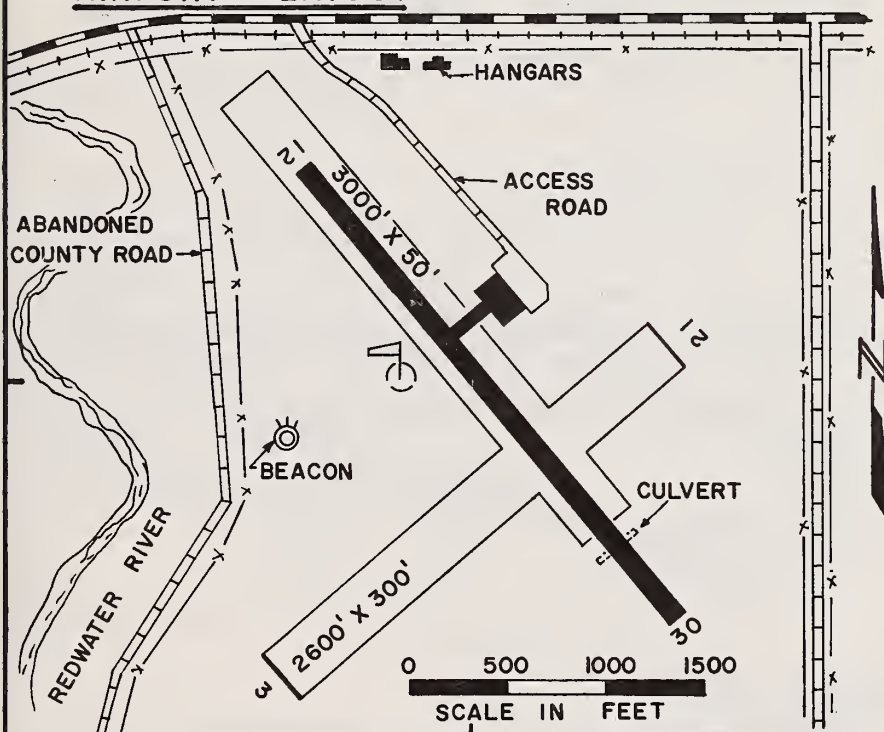 HANGARS
ACCESS
ROAD
ABANDONED
COUNTY ROAD
12
3000' X 50'
21
BEACON
CULVERT
REDWATER RIVER
2600' X 300'
3
30
0 500 1000 1500
SCALE IN FEET
N